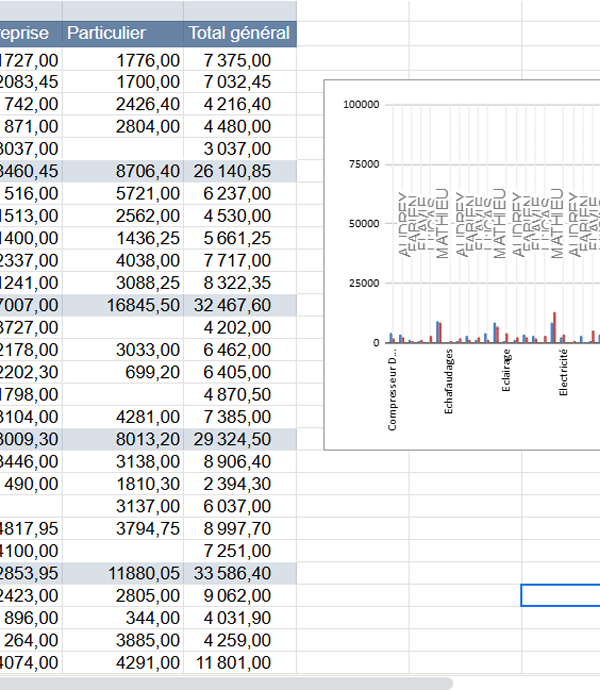 reprise Particulier Total général
1727,00 1776,00 7 375,00
2083,45 1700,00 7 032,45
742,00 2426,40 4 216,40
871,00 2804,00 4 480,00
3037,00 3 037,00
3460,45 8706,40 26 140,85
516,00 5721,00 6 237,00
1513,00 2562,00 4 530,00
1400,00 1436,25 5 661,25
2337,00 4038,00 7 717,00
1241,00 3088,25 8 322,35
7007,00 16845,50 32 467,60
3727,00 4 202,00
2178,00 3033,00 6 462,00
2202,30 699,20 6 405,00
1798,00 4 870,50
3104,00 4281,00 7 385,00
3009,30 8013,20 29 324,50
3446,00 3138,00 8 906,40
490,00 1810,30 2 394,30
3137,00 6 037,00
4817,95 3794,75 8 997,70
4100,00 7 251,00
2853,95 11880,05 33 586,40
2423,00 2805,00 9 062,00
896,00 344,00 4 031,90
264,00 3885,00 4 259,00
4074,00 4291,00 11 801,00
100000
75000
50000
25000
0
AUDREY
FABIEN
FLAVIE
LUCAS
MATHIEU
AUDREY
FABIEN
FLAVIE
LUCAS
MATHIEU
AUDREY
FABIEN
FLAVIE
LUCAS
MATHIEU
AUDREY
FABIEN
FLAVIE
Compresseur D...
Echafaudages
Eclairage
Electricité